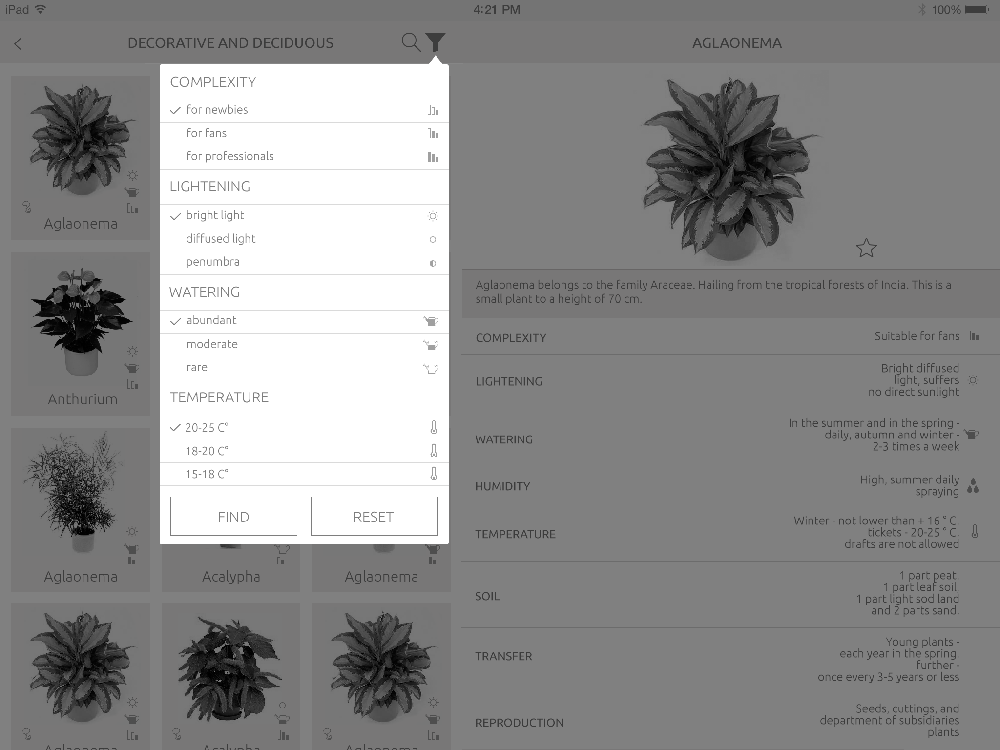 iPad
4:21 PM
100%
DECORATIVE AND DECIDUOUS
AGLAONEMA
COMPLEXITY
for newbies
for fans
for professionals
LIGHTENING
bright light
diffused light
penumbra
WATERING
abundant
moderate
rare
TEMPERATURE
20-25 C°
18-20 C°
15-18 C°
FIND
RESET
Aglaonema
Anthurium
Aglaonema
Acalypha
Aglaonema
Aglaonema
Acalypha
Aglaonema
Aglaonema belongs to the family Araceae. Hailing from the tropical forests of India. This is a
small plant to a height of 70 cm.
COMPLEXITY
Suitable for fans
LIGHTENING
Bright diffused
light, suffers
no direct sunlight
WATERING
In the summer and in the spring -
daily, autumn and winter -
2-3 times a week
HUMIDITY
High, summer daily
spraying
TEMPERATURE
Winter - not lower than + 16 ° C,
tickets - 20-25 ° C.
drafts are not allowed
SOIL
1 part peat,
1 part leaf soil,
1 part light sod land
and 2 parts sand.
TRANSFER
Young plants -
each year in the spring,
further -
once every 3-5 years or less
REPRODUCTION
Seeds, cuttings, and
department of subsidiaries
plants